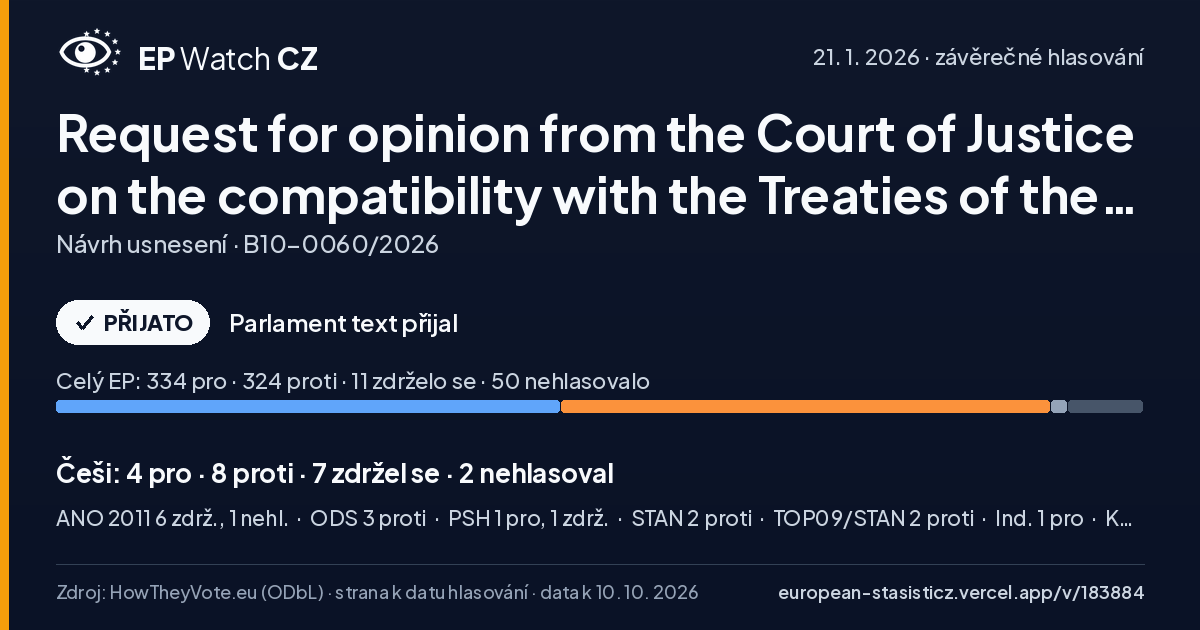 EP Watch CZ
21. 1. 2026 · závěrečné hlasování
Request for opinion from the Court of Justice
on the compatibility with the Treaties of the…
Návrh usnesení · B10-0060/2026
✓ PŘIJATO Parlament text přijal
Celý EP: 334 pro · 324 proti · 11 zdrželo se · 50 nehlasovalo
Češi: 4 pro · 8 proti · 7 zdržel se · 2 nehlasoval
ANO 2011 6 zdrž., 1 nehl. · ODS 3 proti · PSH 1 pro, 1 zdrž. · STAN 2 proti · TOP09/STAN 2 proti · Ind. 1 pro · K…
Zdroj: HowTheyVote.eu (ODbL) · strana k datu hlasování · data k 10. 10. 2026
european-stasisticz.vercel.app/v/183884